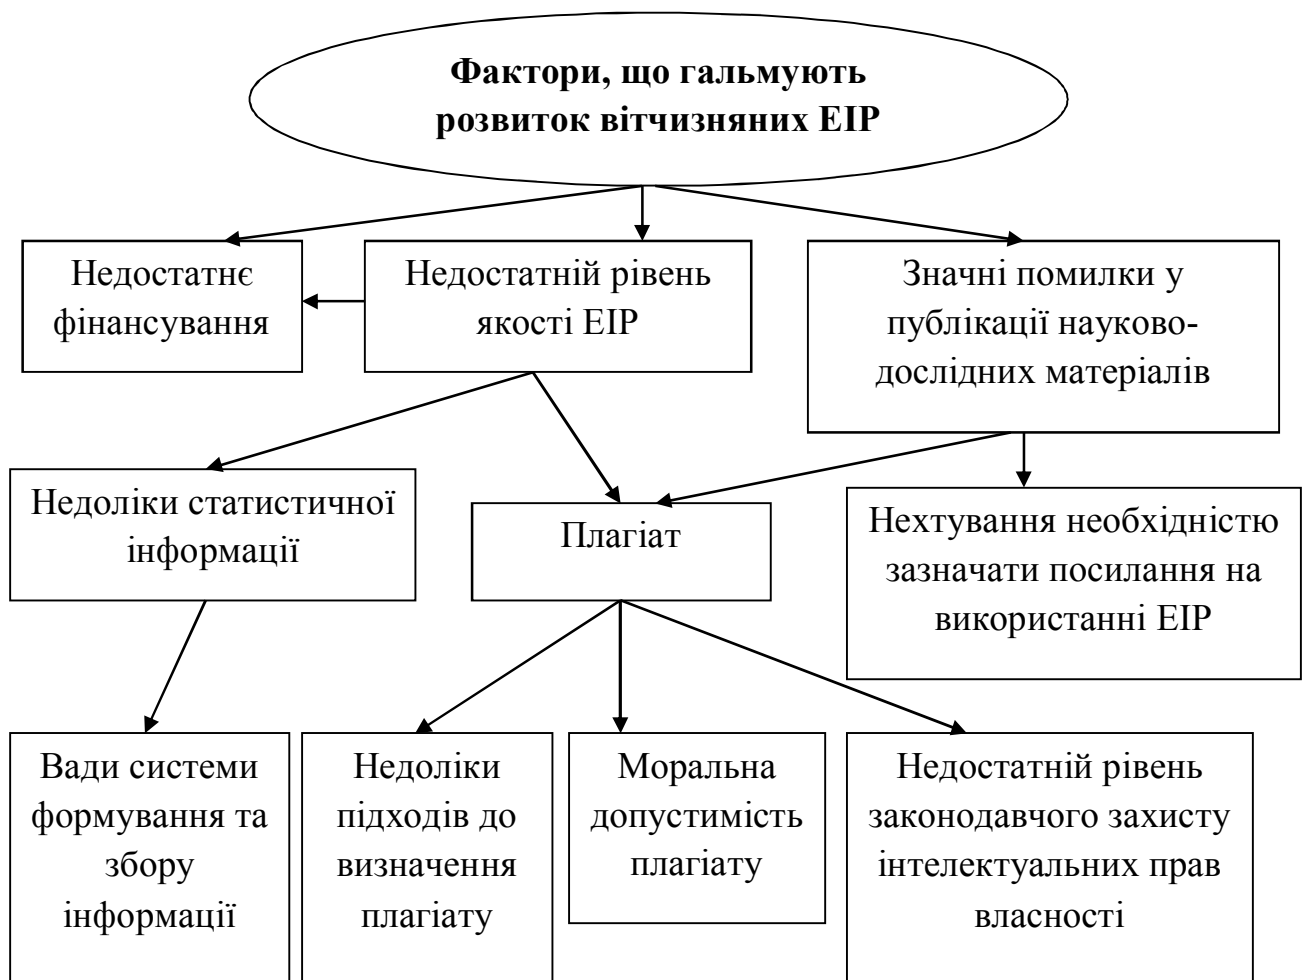 Фактори, що гальмують
розвиток вітчизняних ЕІР
Недостатнє
фінансування
Недостатній рівень
якості ЕІР
Значні помилки у
публікації науково-
дослідних матеріалів
Недоліки статистичної
інформації
Плагіат
Нехтування необхідністю
зазначати посилання на
використанні ЕІР
Вади системи
формування та
збору
інформації
Недоліки
підходів до
визначення
плагіату
Моральна
допустимість
плагіату
Недостатній рівень
законодавчого захисту
інтелектуальних прав
власності